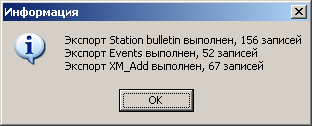 Информация
Экспорт Station bulletin выполнен, 156 записей
Экспорт Events выполнен, 52 записей
Экспорт XM_Add выполнен, 67 записей
OK